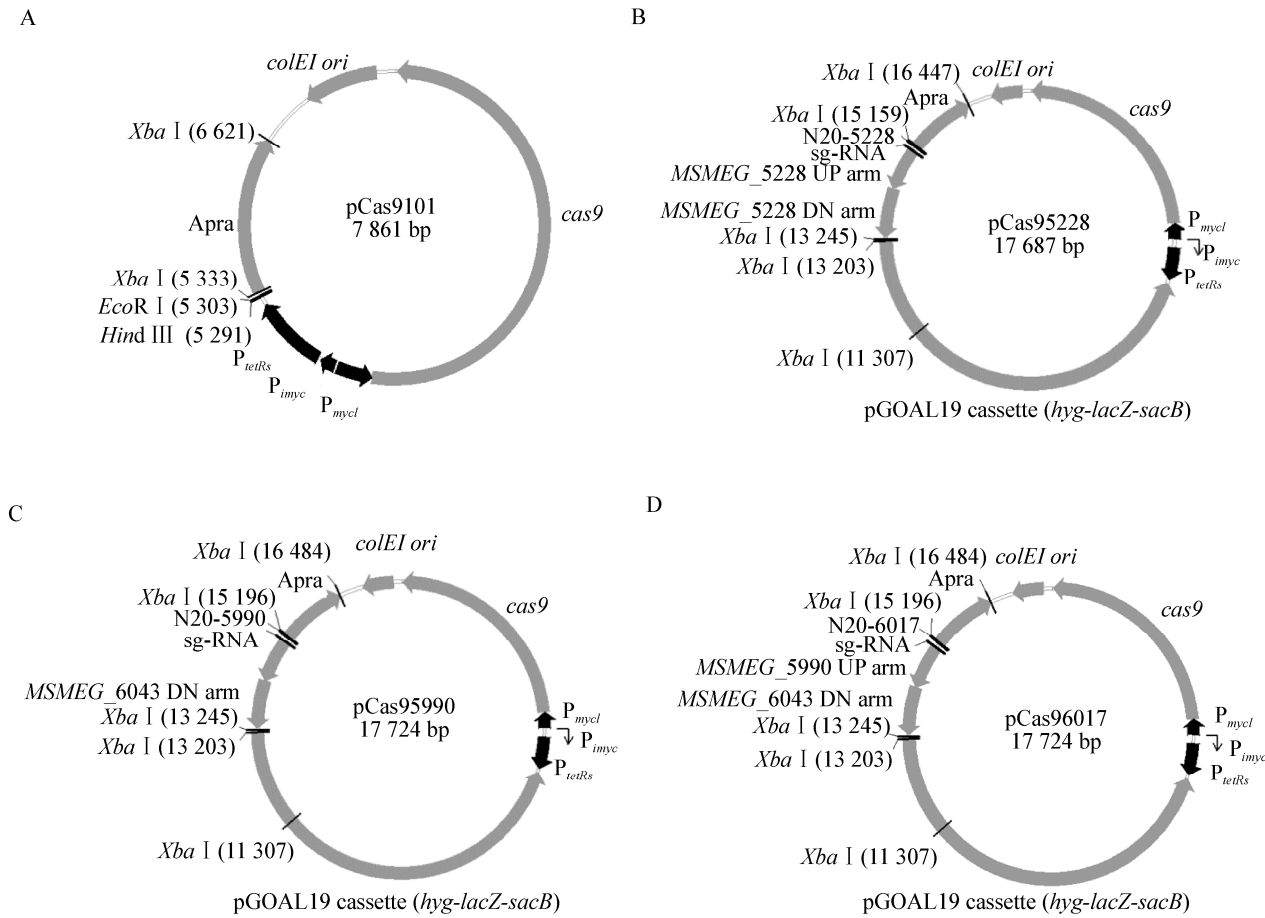 A
colEI ori
Xba Ⅰ (6 621)
pCas9101
7 861 bp
cas9
Apra
Xba Ⅰ (5 333)
EcoR Ⅰ (5 303)
Hind Ⅲ (5 291)
PtetRs
Pimyc
Pmycl
B
Xba Ⅰ (16 447)
colEI ori
Apra
cas9
Xba Ⅰ (15 159)
N20-5228
sg-RNA
MSMEG_5228 UP arm
MSMEG_5228 DN arm
Xba Ⅰ (13 245)
Xba Ⅰ (13 203)
pCas95228
17 687 bp
Pmycl
Pimyc
PtetRs
Xba Ⅰ (11 307)
pGOAL19 cassette (hyg-lacZ-sacB)
C
Xba Ⅰ (16 484)
colEI ori
Apra
Xba Ⅰ (15 196)
cas9
N20-5990
sg-RNA
MSMEG_6043 DN arm
Xba Ⅰ (13 245)
Xba Ⅰ (13 203)
pCas95990
17 724 bp
Pmycl
Pimyc
PtetRs
Xba Ⅰ (11 307)
pGOAL19 cassette (hyg-lacZ-sacB)
D
Xba Ⅰ (16 484)
colEI ori
Apra
Xba Ⅰ (15 196)
cas9
N20-6017
sg-RNA
MSMEG_5990 UP arm
MSMEG_6043 DN arm
Xba Ⅰ (13 245)
Xba Ⅰ (13 203)
pCas96017
17 724 bp
Pmycl
Pimyc
PtetRs
Xba Ⅰ (11 307)
pGOAL19 cassette (hyg-lacZ-sacB)